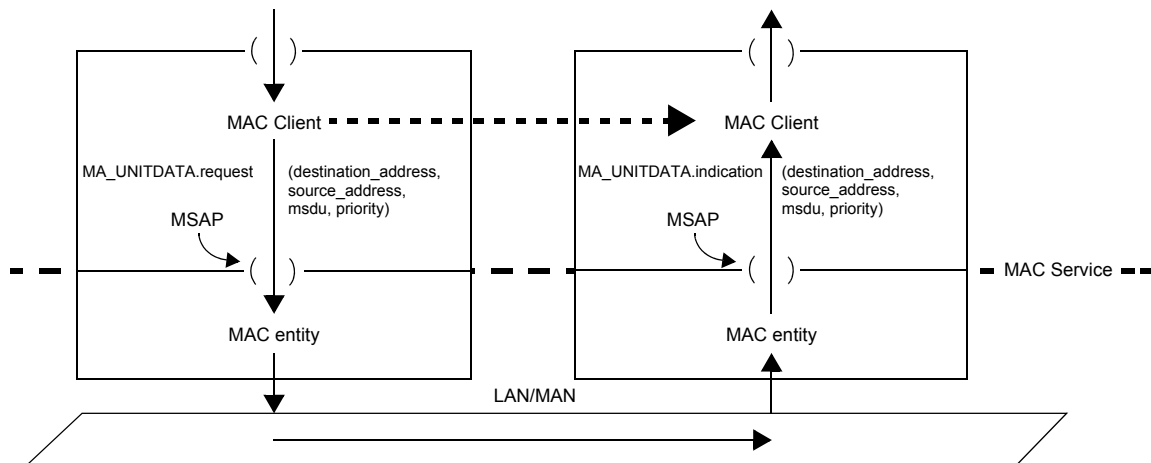 MAC Client
MAC Client
MA_UNITDATA.request
(destination_address,
source_address,
msdu, priority)
MA_UNITDATA.indication
(destination_address,
source_address,
msdu, priority)
MSAP
MSAP
MAC Service
MAC entity
MAC entity
LAN/MAN